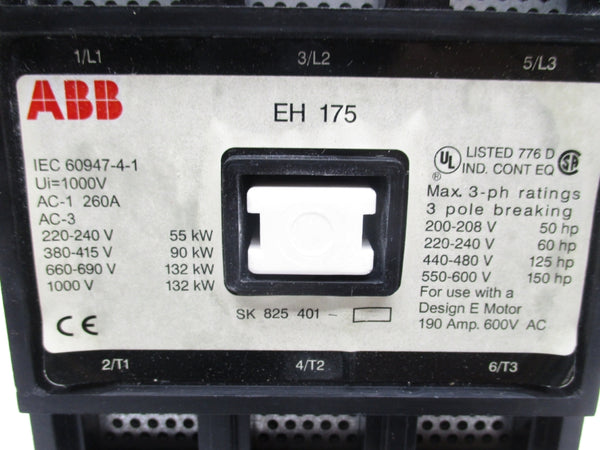 1/L1 3/L2 5/L3
ABB
EH 175
IEC 60947-4-1
Ui=1000V
AC-1 260A
AC-3
220-240 V 55 kW
380-415 V 90 kW
660-690 V 132 kW
1000 V 132 kW
CE
SK 825 401 -
UL ® LISTED 776 D
IND. CONT EQ SA
Max. 3-ph ratings
3 pole breaking
200-208 V 50 hp
220-240 V 60 hp
440-480 V 125 hp
550-600 V 150 hp
For use with a
Design E Motor
190 Amp. 600V AC
2/T1 4/T2 6/T3